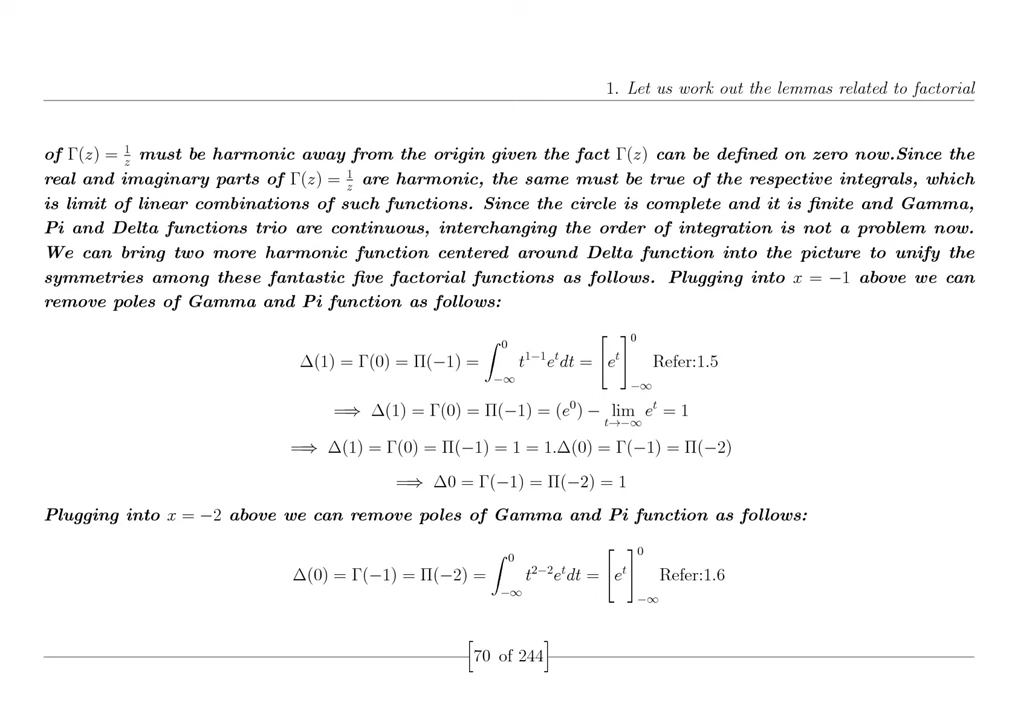 1. Let us work out the lemmas related to factorial
of Γ(z) = 1/z must be harmonic away from the origin given the fact Γ(z) can be defined on zero now.Since the
real and imaginary parts of Γ(z) = 1/z are harmonic, the same must be true of the respective integrals, which
is limit of linear combinations of such functions. Since the circle is complete and it is finite and Gamma,
Pi and Delta functions trio are continuous, interchanging the order of integration is not a problem now.
We can bring two more harmonic function centered around Delta function into the picture to unify the
symmetries among these fantastic five factorial functions as follows. Plugging into x = −1 above we can
remove poles of Gamma and Pi function as follows:
Δ(1) = Γ(0) = Π(−1) = ∫_{−∞}^{0} t^{1−1}e^t dt = [e^t]_{−∞}^{0} Refer:1.5
⟹ Δ(1) = Γ(0) = Π(−1) = (e^0) − lim_{t→−∞} e^t = 1
⟹ Δ(1) = Γ(0) = Π(−1) = 1 = 1.Δ(0) = Γ(−1) = Π(−2)
⟹ Δ0 = Γ(−1) = Π(−2) = 1
Plugging into x = −2 above we can remove poles of Gamma and Pi function as follows:
Δ(0) = Γ(−1) = Π(−2) = ∫_{−∞}^{0} t^{2−2}e^t dt = [e^t]_{−∞}^{0} Refer:1.6
[70 of 244]